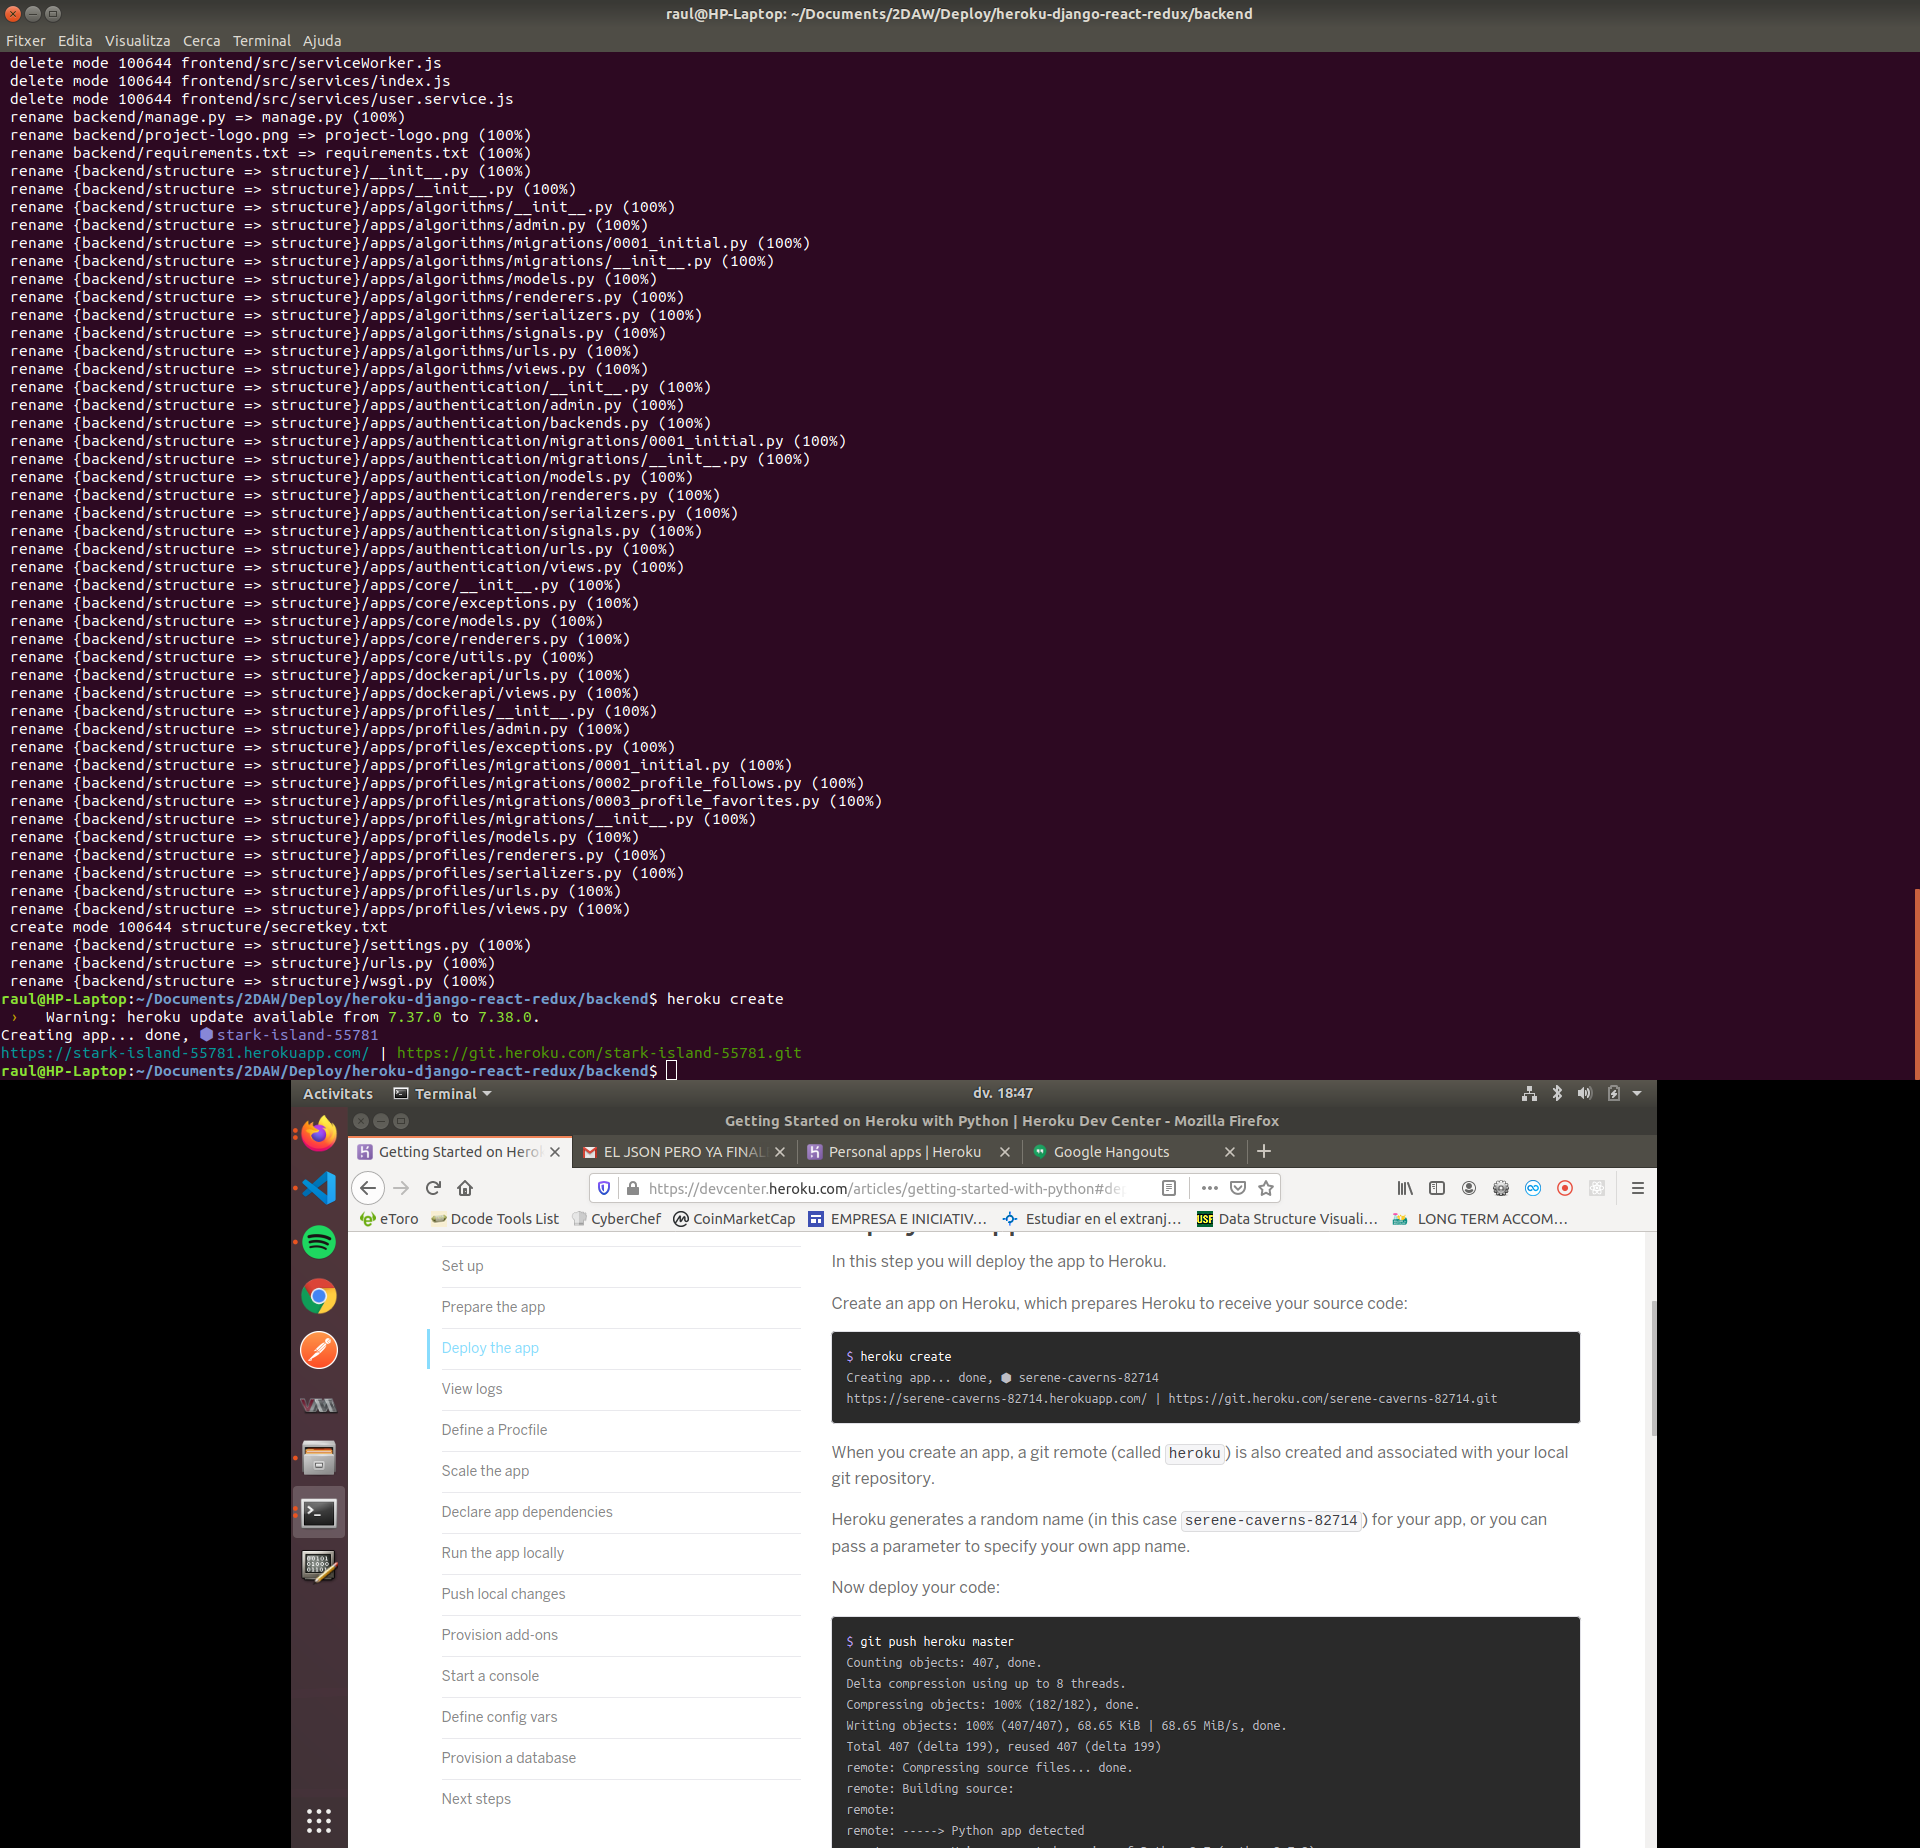 raul@HP-Laptop: ~/Documents/2DAW/Deploy/heroku-django-react-redux/backend
Fitxer Edita Visualitza Cerca Terminal Ajuda
delete mode 100644 frontend/src/serviceWorker.js
delete mode 100644 frontend/src/services/index.js
delete mode 100644 frontend/src/services/user.service.js
rename backend/manage.py => manage.py (100%)
rename backend/project-logo.png => project-logo.png (100%)
rename backend/requirements.txt => requirements.txt (100%)
rename {backend/structure => structure}/__init__.py (100%)
rename {backend/structure => structure}/apps/__init__.py (100%)
rename {backend/structure => structure}/apps/algorithms/__init__.py (100%)
rename {backend/structure => structure}/apps/algorithms/admin.py (100%)
rename {backend/structure => structure}/apps/algorithms/migrations/0001_initial.py (100%)
rename {backend/structure => structure}/apps/algorithms/migrations/__init__.py (100%)
rename {backend/structure => structure}/apps/algorithms/models.py (100%)
rename {backend/structure => structure}/apps/algorithms/renderers.py (100%)
rename {backend/structure => structure}/apps/algorithms/serializers.py (100%)
rename {backend/structure => structure}/apps/algorithms/signals.py (100%)
rename {backend/structure => structure}/apps/algorithms/urls.py (100%)
rename {backend/structure => structure}/apps/algorithms/views.py (100%)
rename {backend/structure => structure}/apps/authentication/__init__.py (100%)
rename {backend/structure => structure}/apps/authentication/admin.py (100%)
rename {backend/structure => structure}/apps/authentication/backends.py (100%)
rename {backend/structure => structure}/apps/authentication/migrations/0001_initial.py (100%)
rename {backend/structure => structure}/apps/authentication/migrations/__init__.py (100%)
rename {backend/structure => structure}/apps/authentication/models.py (100%)
rename {backend/structure => structure}/apps/authentication/renderers.py (100%)
rename {backend/structure => structure}/apps/authentication/serializers.py (100%)
rename {backend/structure => structure}/apps/authentication/signals.py (100%)
rename {backend/structure => structure}/apps/authentication/urls.py (100%)
rename {backend/structure => structure}/apps/authentication/views.py (100%)
rename {backend/structure => structure}/apps/core/__init__.py (100%)
rename {backend/structure => structure}/apps/core/exceptions.py (100%)
rename {backend/structure => structure}/apps/core/models.py (100%)
rename {backend/structure => structure}/apps/core/renderers.py (100%)
rename {backend/structure => structure}/apps/core/utils.py (100%)
rename {backend/structure => structure}/apps/dockerapi/urls.py (100%)
rename {backend/structure => structure}/apps/dockerapi/views.py (100%)
rename {backend/structure => structure}/apps/profiles/__init__.py (100%)
rename {backend/structure => structure}/apps/profiles/admin.py (100%)
rename {backend/structure => structure}/apps/profiles/exceptions.py (100%)
rename {backend/structure => structure}/apps/profiles/migrations/0001_initial.py (100%)
rename {backend/structure => structure}/apps/profiles/migrations/0002_profile_follows.py (100%)
rename {backend/structure => structure}/apps/profiles/migrations/0003_profile_favorites.py (100%)
rename {backend/structure => structure}/apps/profiles/migrations/__init__.py (100%)
rename {backend/structure => structure}/apps/profiles/models.py (100%)
rename {backend/structure => structure}/apps/profiles/renderers.py (100%)
rename {backend/structure => structure}/apps/profiles/serializers.py (100%)
rename {backend/structure => structure}/apps/profiles/urls.py (100%)
rename {backend/structure => structure}/apps/profiles/views.py (100%)
create mode 100644 structure/secretkey.txt
rename {backend/structure => structure}/settings.py (100%)
rename {backend/structure => structure}/urls.py (100%)
rename {backend/structure => structure}/wsgi.py (100%)
raul@HP-Laptop:~/Documents/2DAW/Deploy/heroku-django-react-redux/backend$ heroku create
› Warning: heroku update available from 7.37.0 to 7.38.0.
Creating app... done, ⬢ stark-island-55781
https://stark-island-55781.herokuapp.com/ | https://git.heroku.com/stark-island-55781.git
raul@HP-Laptop:~/Documents/2DAW/Deploy/heroku-django-react-redux/backend$
Activitats Terminal dv. 18:47
Getting Started on Heroku with Python | Heroku Dev Center - Mozilla Firefox
Getting Started on Herok EL JSON PERO YA FINAL Personal apps | Heroku Google Hangouts
https://devcenter.heroku.com/articles/getting-started-with-python#de
eToro Dcode Tools List CyberChef CoinMarketCap EMPRESA E INICIATIV... Estudiar en el extranj... Data Structure Visuali... LONG TERM ACCOM...
Set up
Prepare the app
Deploy the app
View logs
Define a Procfile
Scale the app
Declare app dependencies
Run the app locally
Push local changes
Provision add-ons
Start a console
Define config vars
Provision a database
Next steps
In this step you will deploy the app to Heroku.
Create an app on Heroku, which prepares Heroku to receive your source code:
$ heroku create
Creating app... done, ⬢ serene-caverns-82714
https://serene-caverns-82714.herokuapp.com/ | https://git.heroku.com/serene-caverns-82714.git
When you create an app, a git remote (called heroku) is also created and associated with your local
git repository.
Heroku generates a random name (in this case serene-caverns-82714) for your app, or you can
pass a parameter to specify your own app name.
Now deploy your code:
$ git push heroku master
Counting objects: 407, done.
Delta compression using up to 8 threads.
Compressing objects: 100% (182/182), done.
Writing objects: 100% (407/407), 68.65 KiB | 68.65 MiB/s, done.
Total 407 (delta 199), reused 407 (delta 199)
remote: Compressing source files... done.
remote: Building source:
remote:
remote: -----> Python app detected